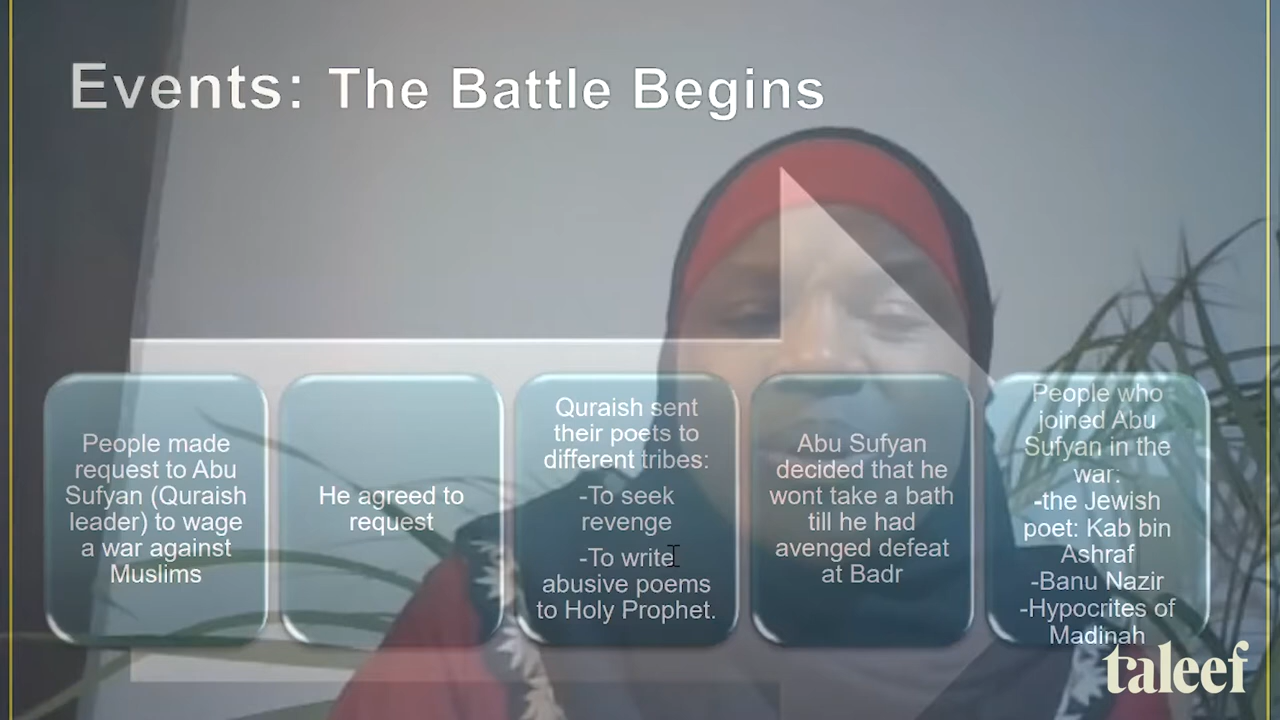 Events: The Battle Begins
People made
request to Abu
Sufyan (Quraish
leader) to wage
a war against
Muslims
He agreed to
request
Quraish sent
their poets to
different tribes:
-To seek
revenge
-To write
abusive poems
to Holy Prophet.
Abu Sufyan
decided that he
wont take a bath
till he had
avenged defeat
at Badr
People who
joined Abu
Sufyan in the
war:
-the Jewish
poet: Kab bin
Ashraf
-Banu Nazir
-Hypocrites of
Madinah
taleef